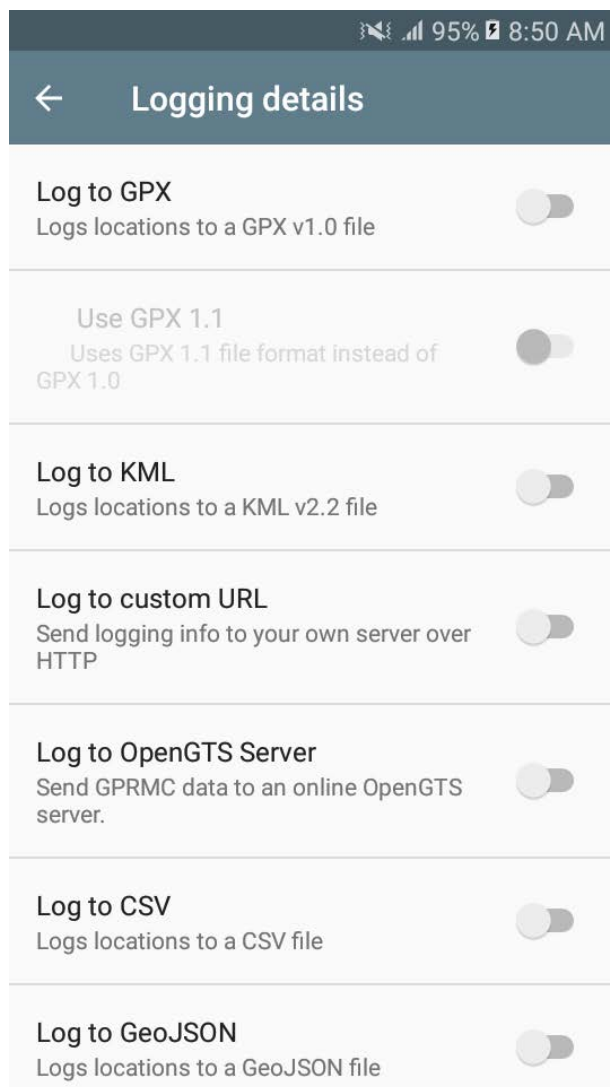 95% 8:50 AM
Logging details
Log to GPX
Logs locations to a GPX v1.0 file
Use GPX 1.1
Uses GPX 1.1 file format instead of
GPX 1.0
Log to KML
Logs locations to a KML v2.2 file
Log to custom URL
Send logging info to your own server over
HTTP
Log to OpenGTS Server
Send GPRMC data to an online OpenGTS
server.
Log to CSV
Logs locations to a CSV file
Log to GeoJSON
Logs locations to a GeoJSON file